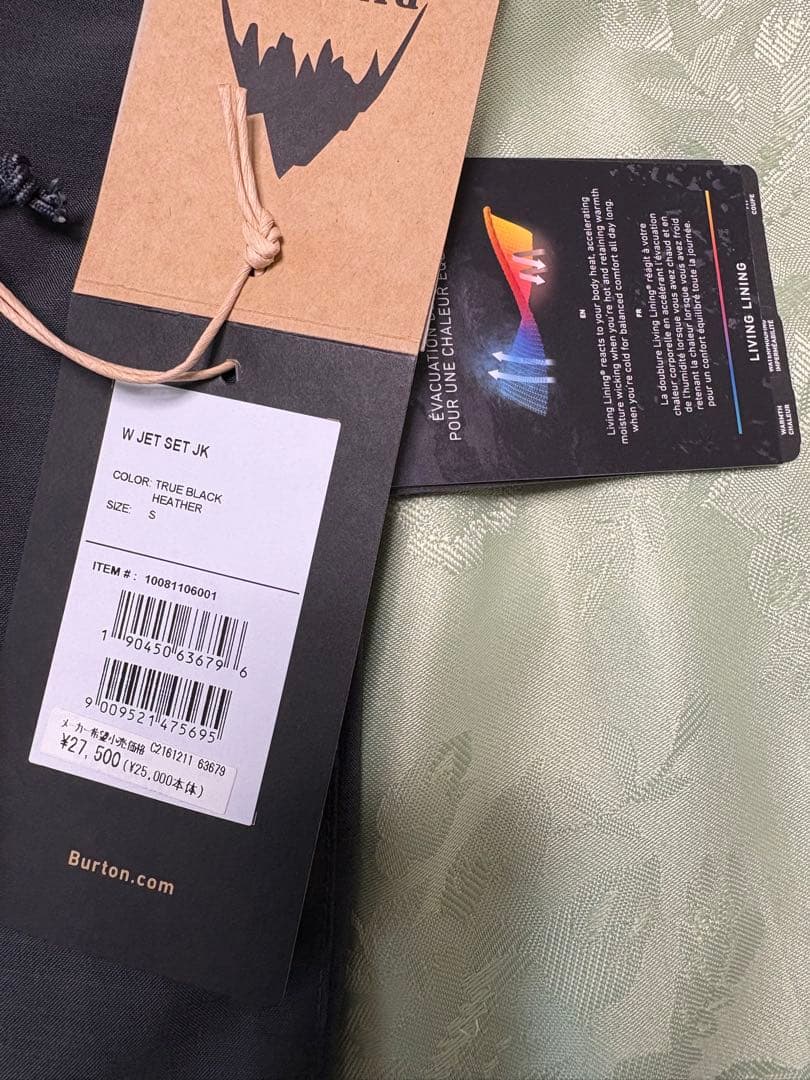 W JET SET JK
COLOR: TRUE BLACK
HEATHER
SIZE: S
ITEM # : 10081106001
1 90450 63679 6
9 009521 475695
メーカー希望小売価格 C2161211 63679
¥27,500(¥25,000本体)
Burton.com
ÉVACUATION
POUR UNE CHALEUR
EN
Living Lining® reacts to your body heat, accelerating
moisture wicking when you're hot and retaining warmth
when you're cold for balanced comfort all day long.
FR
La doublure Living Lining® réagit à votre
chaleur corporelle en accélérant l'évacuation
de l'humidité lorsque vous avez chaud et en
retenant la chaleur lorsque vous avez froid
pour un confort équilibré toute la journée.
LIVING LINING
COUPE
WATERPROOFING
IMPERMÉABILITÉ
WARMTH
CHALEUR